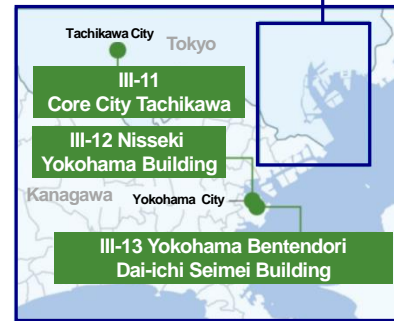 Tachikawa City
Tokyo
III-11
Core City Tachikawa
III-12 Nisseki
Yokohama Building
Kanagawa
Yokohama City
III-13 Yokohama Bentendori
Dai-ichi Seimei Building